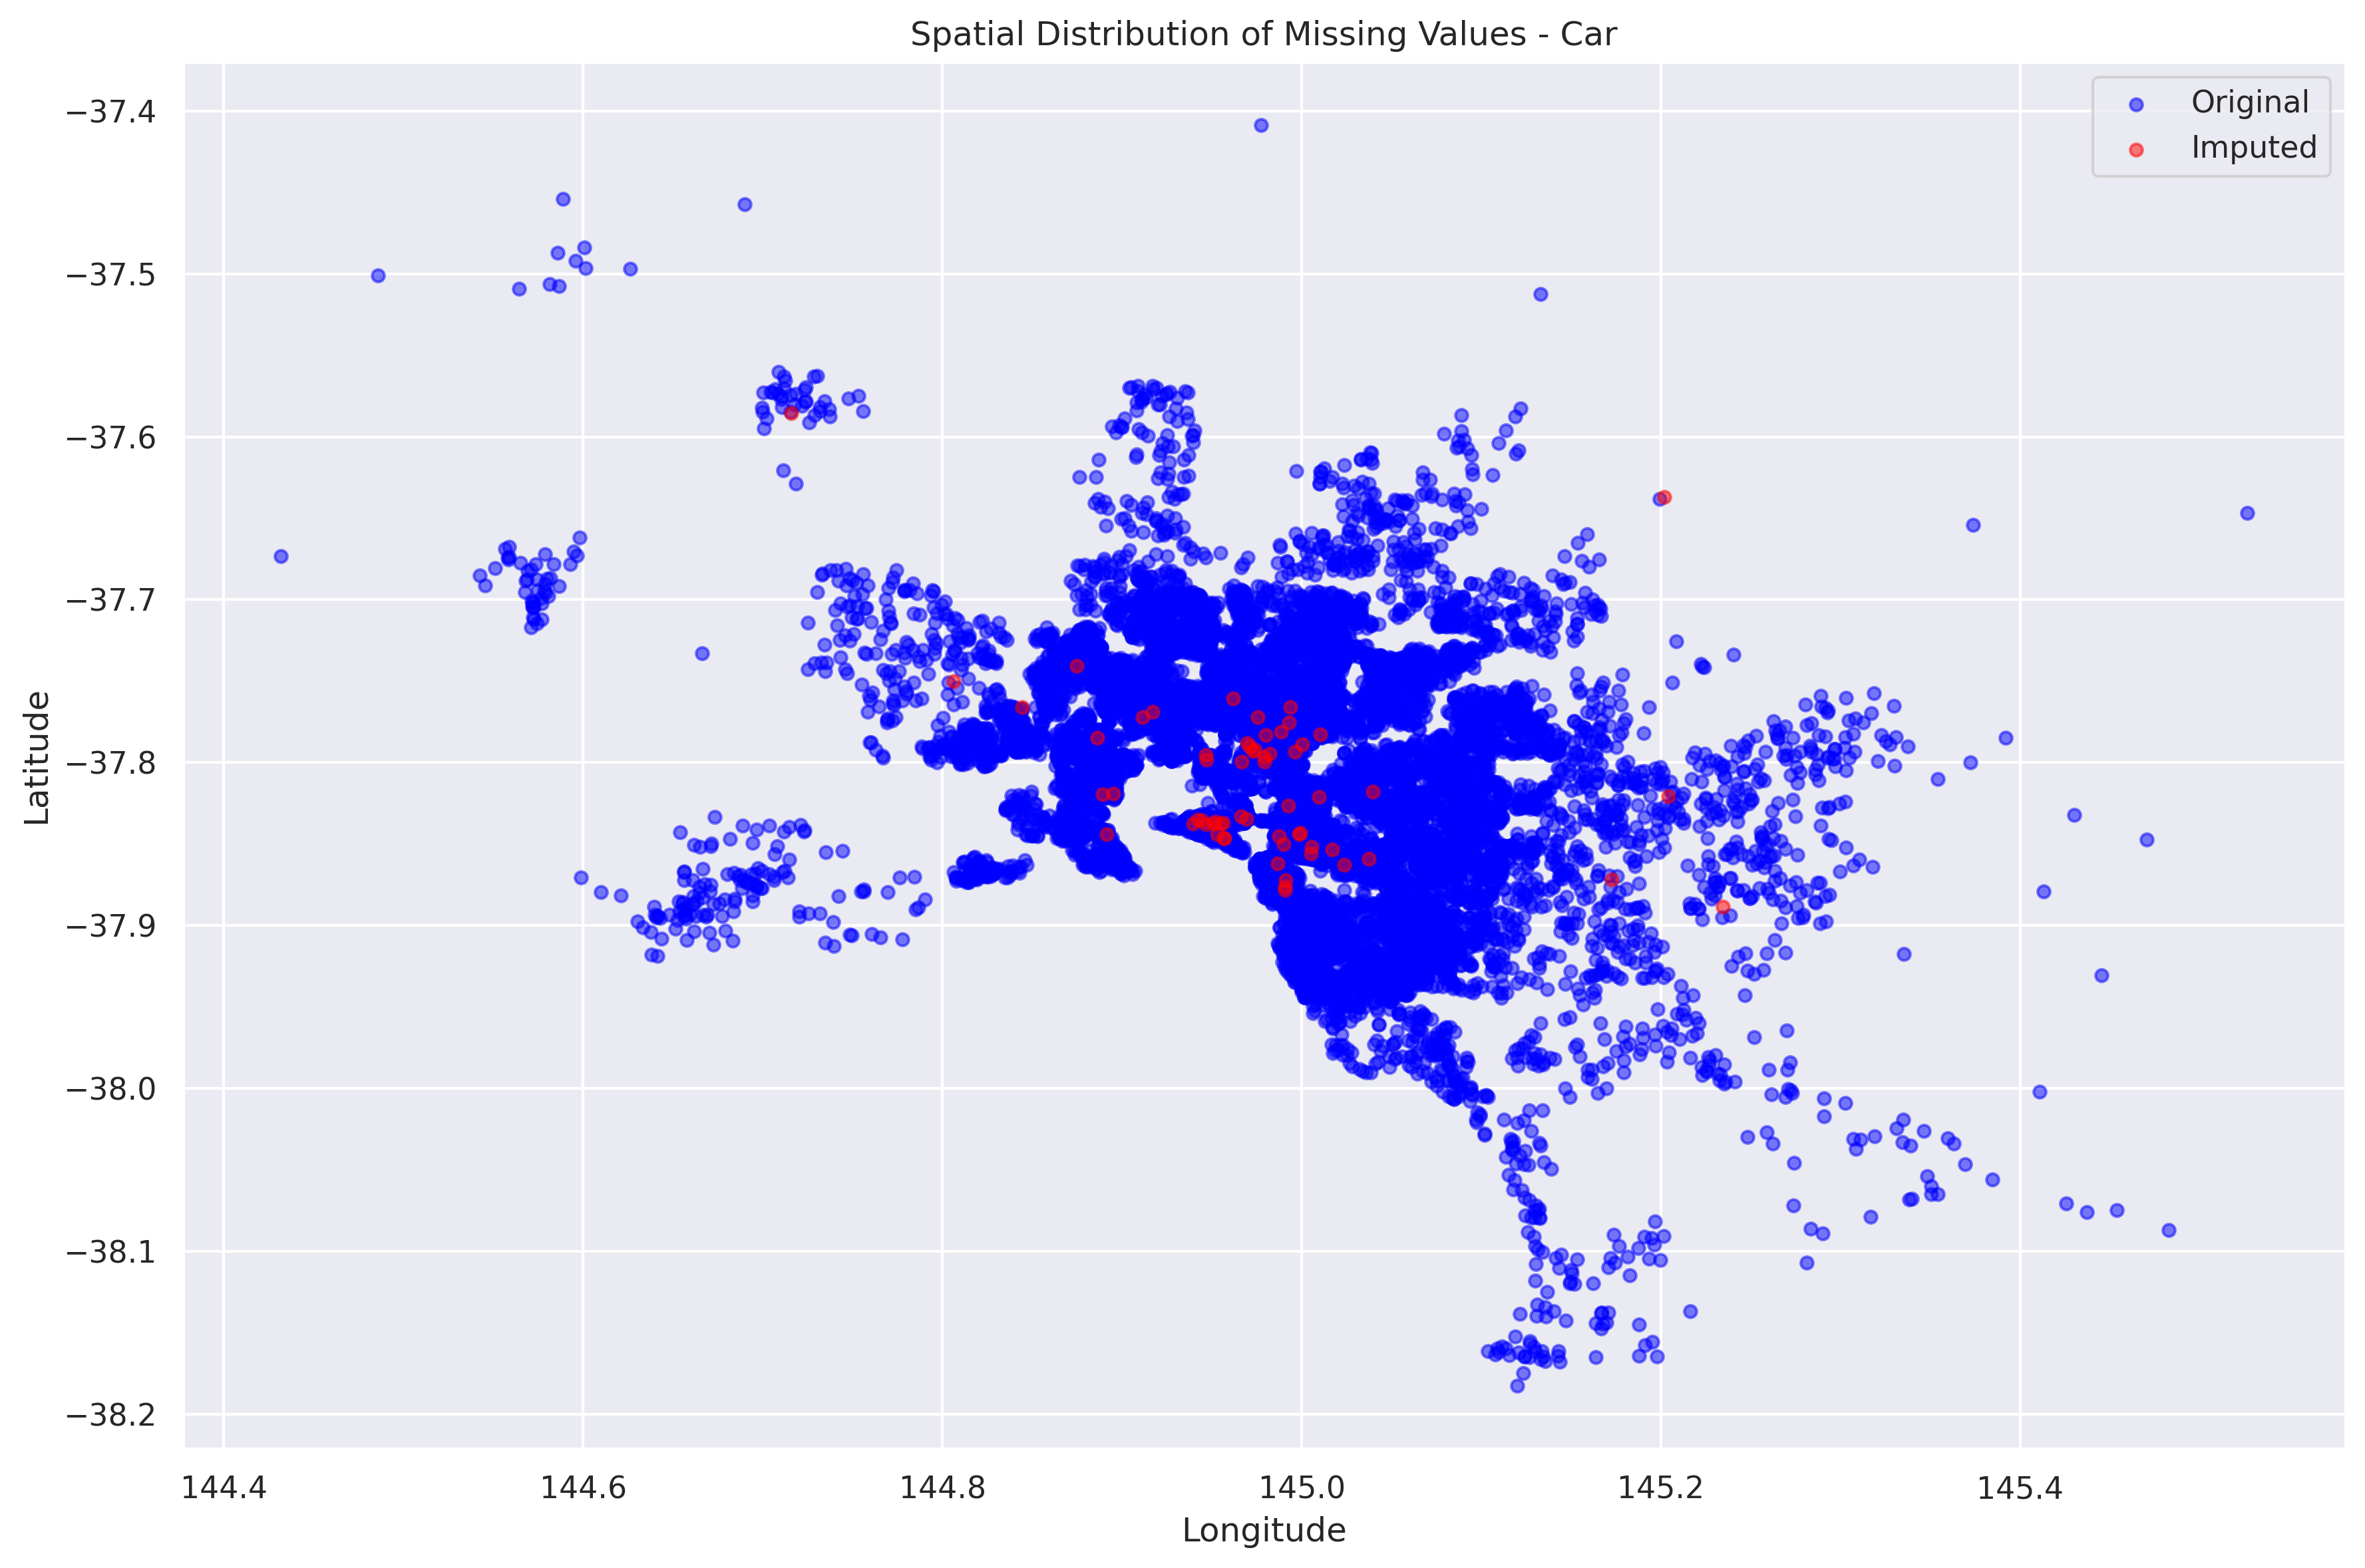 Spatial Distribution of Missing Values - Car
Original
Imputed
Latitude
−37.4
−37.5
−37.6
−37.7
−37.8
−37.9
−38.0
−38.1
−38.2
144.4 144.6 144.8 145.0 145.2 145.4
Longitude